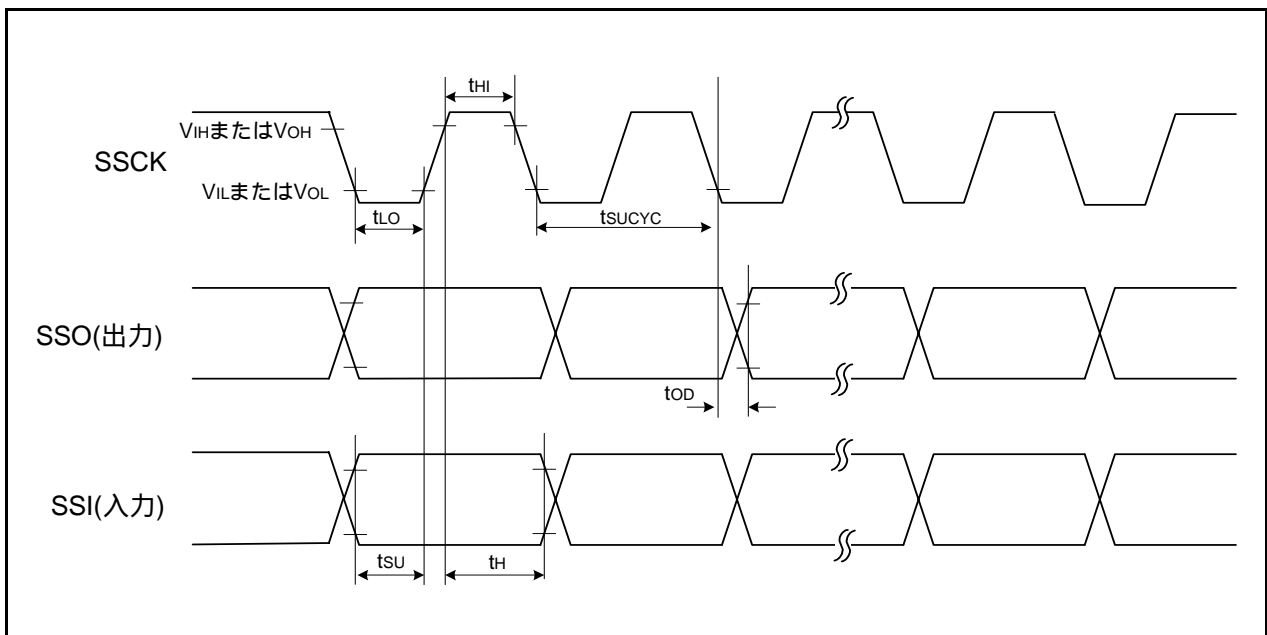 tHI
VIHまたはVOH
SSCK
VILまたはVOL
tLO
tSUCYC
SSO(出力)
tOD
SSI(入力)
tSU
tH